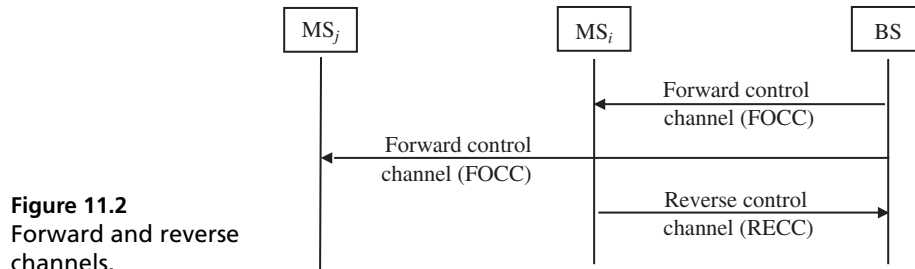 MSj
MSi
BS
Forward control
channel (FOCC)
Forward control
channel (FOCC)
Reverse control
channel (RECC)
Figure 11.2
Forward and reverse
channels.